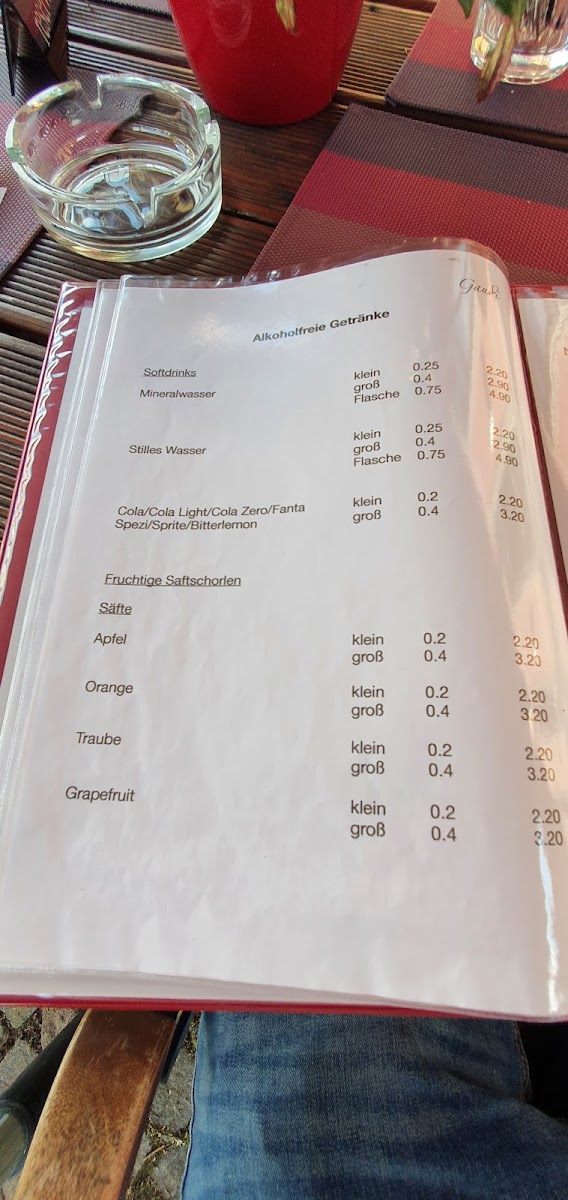 Gaudi
Alkoholfreie Getränke
Softdrinks
Mineralwasser klein 0.25 2.20
groß 0.4 2.90
Flasche 0.75 4.90
Stilles Wasser klein 0.25 2.20
groß 0.4 2.90
Flasche 0.75 4.90
Cola/Cola Light/Cola Zero/Fanta klein 0.2 2.20
Spezi/Sprite/Bitterlemon groß 0.4 3.20
Fruchtige Saftschorlen
Säfte
Apfel klein 0.2 2.20
groß 0.4 3.20
Orange klein 0.2 2.20
groß 0.4 3.20
Traube klein 0.2 2.20
groß 0.4 3.20
Grapefruit klein 0.2 2.20
groß 0.4 3.20